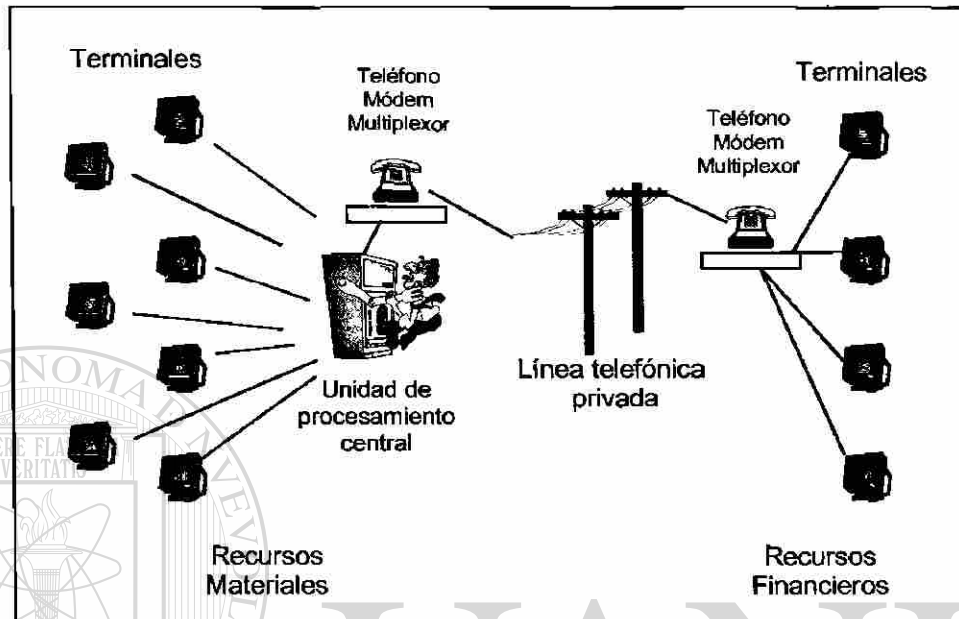 Terminales
Teléfono
Módem
Multiplexor
Terminales
Teléfono
Módem
Multiplexor
Línea telefónica
privada
Unidad de
procesamiento
central
Recursos
Materiales
Recursos
Financieros